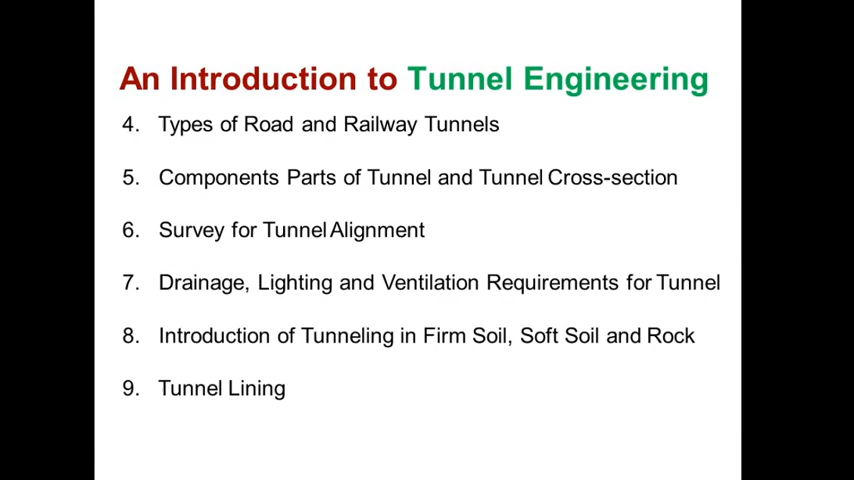 An Introduction to Tunnel Engineering
4. Types of Road and Railway Tunnels
5. Components Parts of Tunnel and Tunnel Cross-section
6. Survey for Tunnel Alignment
7. Drainage, Lighting and Ventilation Requirements for Tunnel
8. Introduction of Tunneling in Firm Soil, Soft Soil and Rock
9. Tunnel Lining